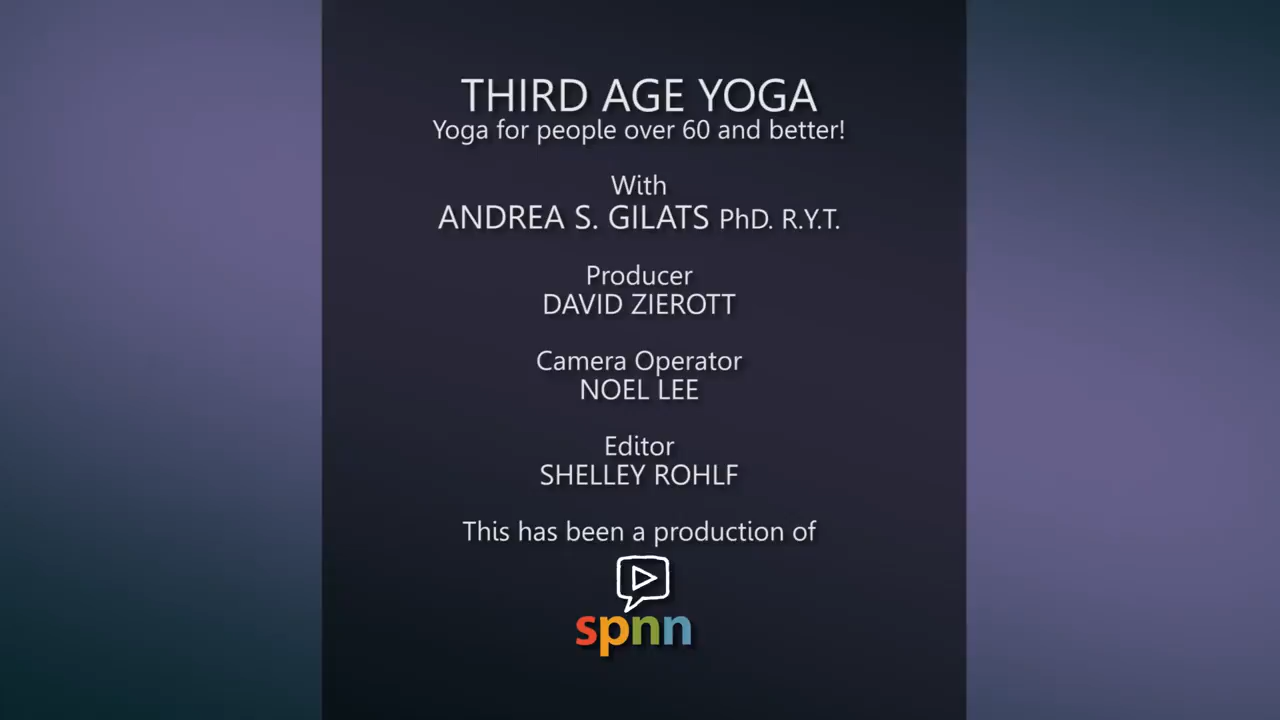 THIRD AGE YOGA
Yoga for people over 60 and better!
With
ANDREA S. GILATS PhD. R.Y.T.
Producer
DAVID ZIEROTT
Camera Operator
NOEL LEE
Editor
SHELLEY ROHLF
This has been a production of
spnn